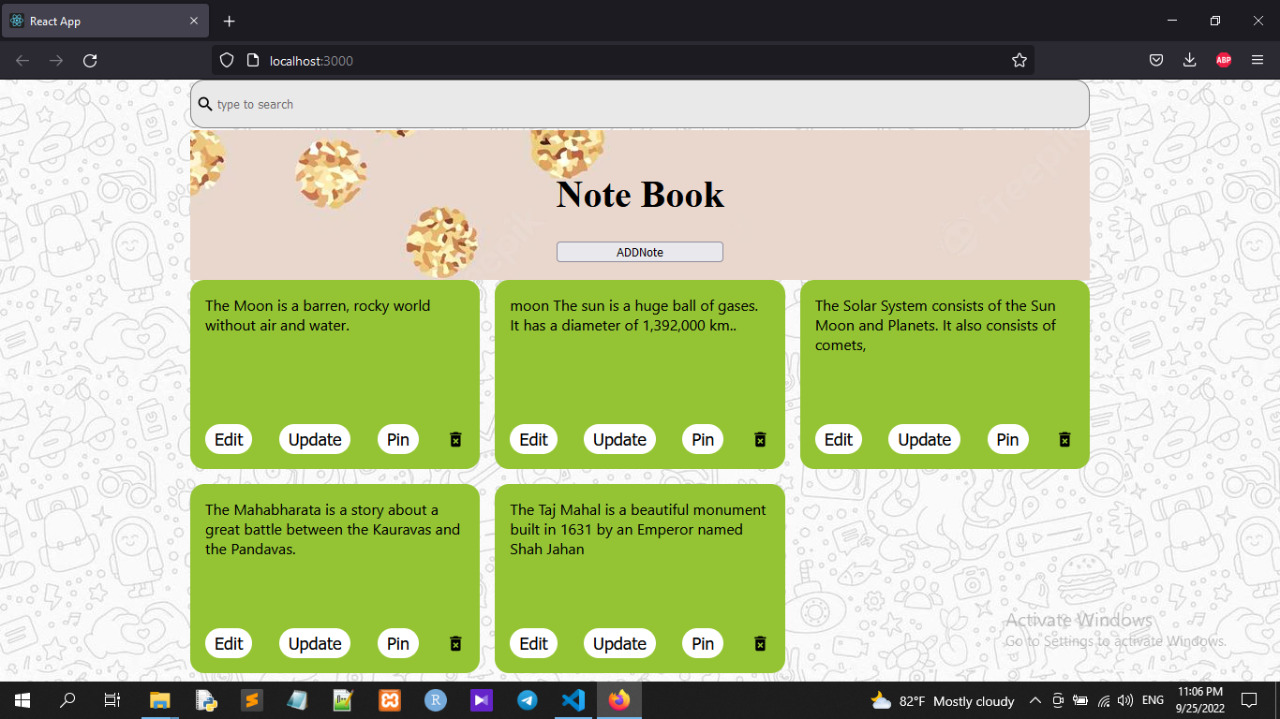 React App
localhost:3000
ABP
type to search
freepik
Note Book
ADDNote
The Moon is a barren, rocky world
without air and water.
Edit Update Pin
moon The sun is a huge ball of gases.
It has a diameter of 1,392,000 km..
Edit Update Pin
The Solar System consists of the Sun
Moon and Planets. It also consists of
comets,
Edit Update Pin
The Mahabharata is a story about a
great battle between the Kauravas and
the Pandavas.
Edit Update Pin
The Taj Mahal is a beautiful monument
built in 1631 by an Emperor named
Shah Jahan
Edit Update Pin
Activate Windows
Go to Settings to activate Windows.
82°F Mostly cloudy
ENG
11:06 PM
9/25/2022